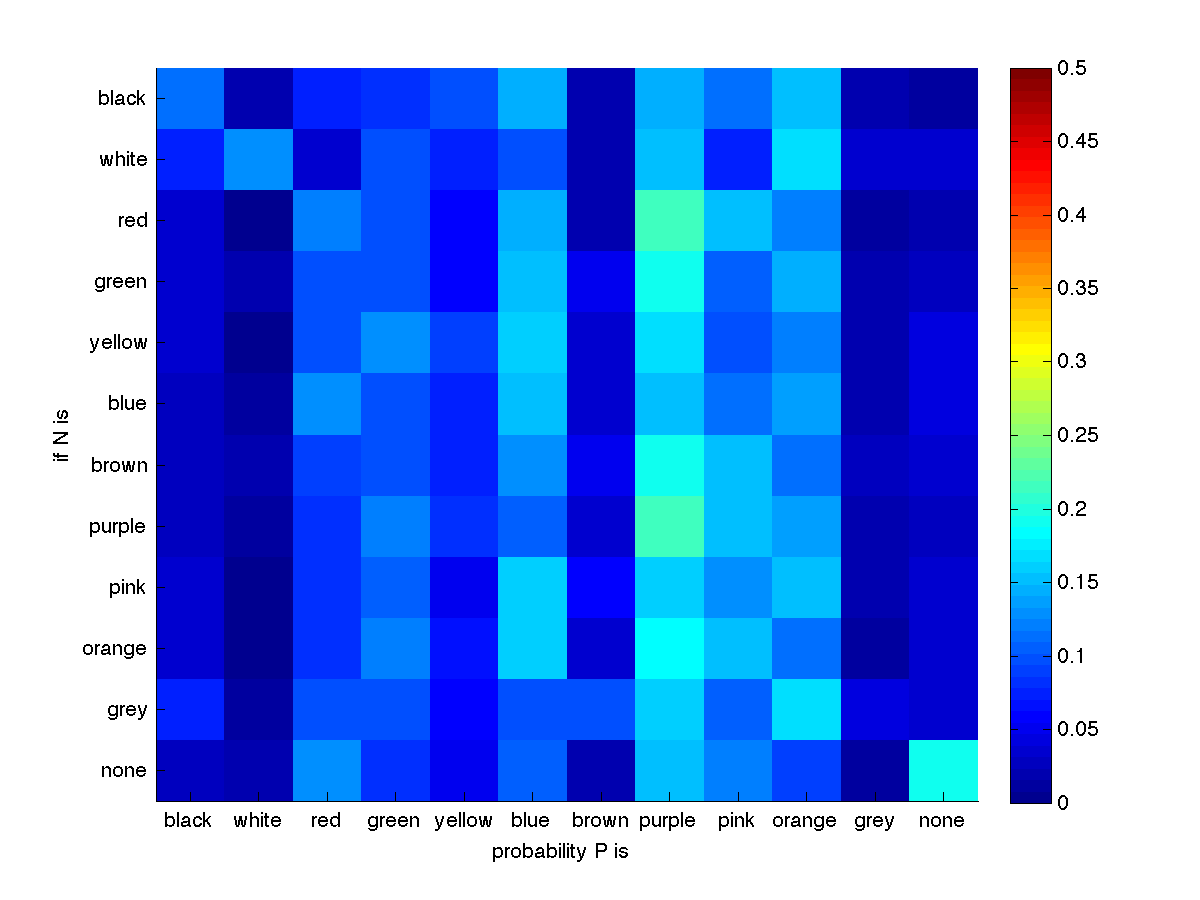 0.5
black
0.45
white
0.4
red
0.35
green
0.3
yellow
0.25
blue
if N is
0.2
brown
purple
0.15
pink
0.1
orange
0.05
grey
none
0
black white red green yellow blue brown purple pink orange grey none
probability P is